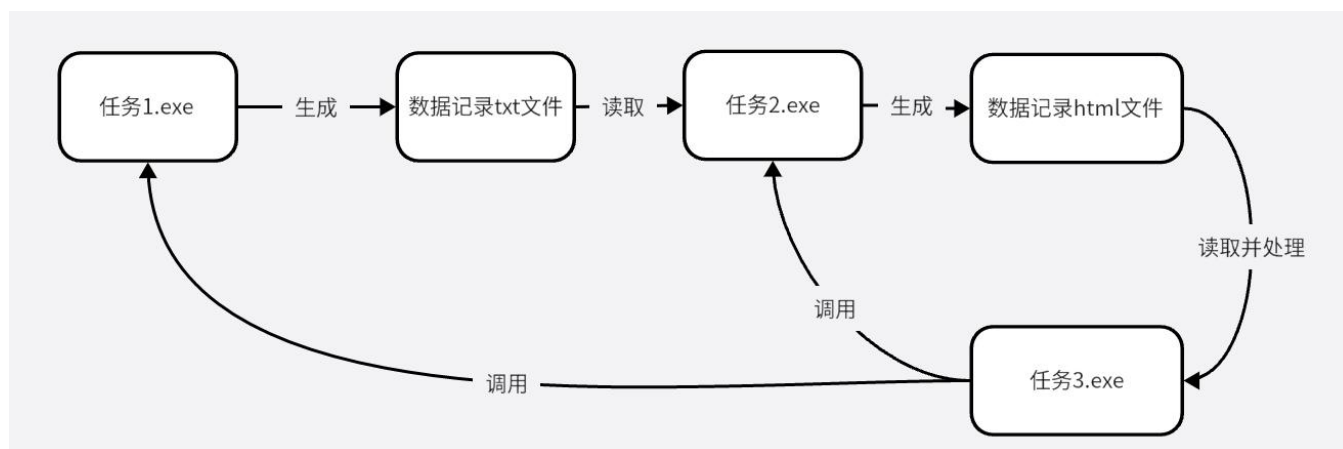 任务1.exe
生成
数据记录txt文件
读取
任务2.exe
生成
数据记录html文件
读取并处理
调用
调用
任务3.exe